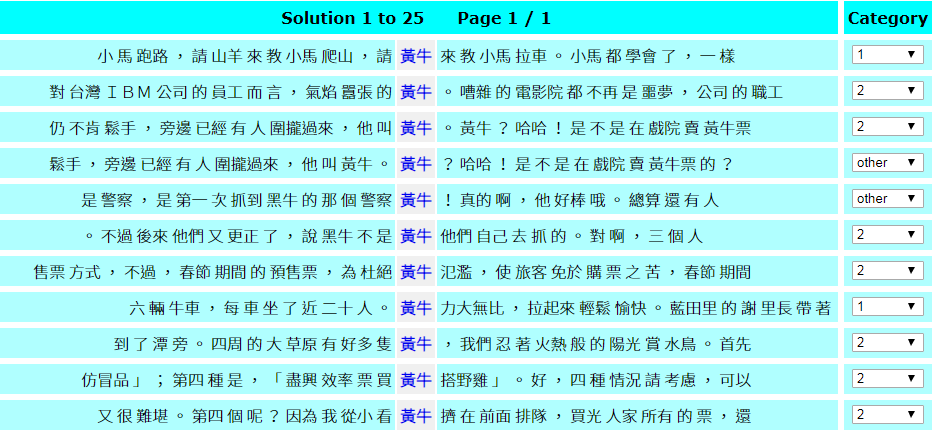 Solution 1 to 25 Page 1 / 1 Category
小馬跑路，請山羊來教小馬爬山，請 黃牛 來教小馬拉車。小馬都學會了，一樣 1
對台灣ＩＢＭ公司的員工而言，氣焰囂張的 黃牛 。嘈雜的電影院都不再是噩夢，公司的職工 2
仍不肯鬆手，旁邊已經有人圍攏過來，他叫 黃牛 。黃牛？哈哈！是不是在戲院賣黃牛票 2
鬆手，旁邊已經有人圍攏過來，他叫黃牛。 黃牛 ？哈哈！是不是在戲院賣黃牛票的？ other
是警察，是第一次抓到黑牛的那個警察 黃牛 ！真的啊，他好棒哦。總算還有人 other
。不過後來他們又更正了，說黑牛不是 黃牛 他們自己去抓的。對啊，三個人 2
售票方式，不過，春節期間的預售票，為杜絕 黃牛 氾濫，使旅客免於購票之苦，春節期間 2
六輛牛車，每車坐了近二十人。 黃牛 力大無比，拉起來輕鬆愉快。藍田里的謝里長帶著 1
到了潭旁。四周的大草原有好多隻 黃牛 ，我們忍著火熱般的陽光賞水鳥。首先 2
仿冒品」；第四種是，「盡興效率票買 黃牛 搭野雞」。好，四種情況請考慮，可以 2
又很難堪。第四個呢？因為我從小看 黃牛 擠在前面排隊，買光人家所有的票，還 2